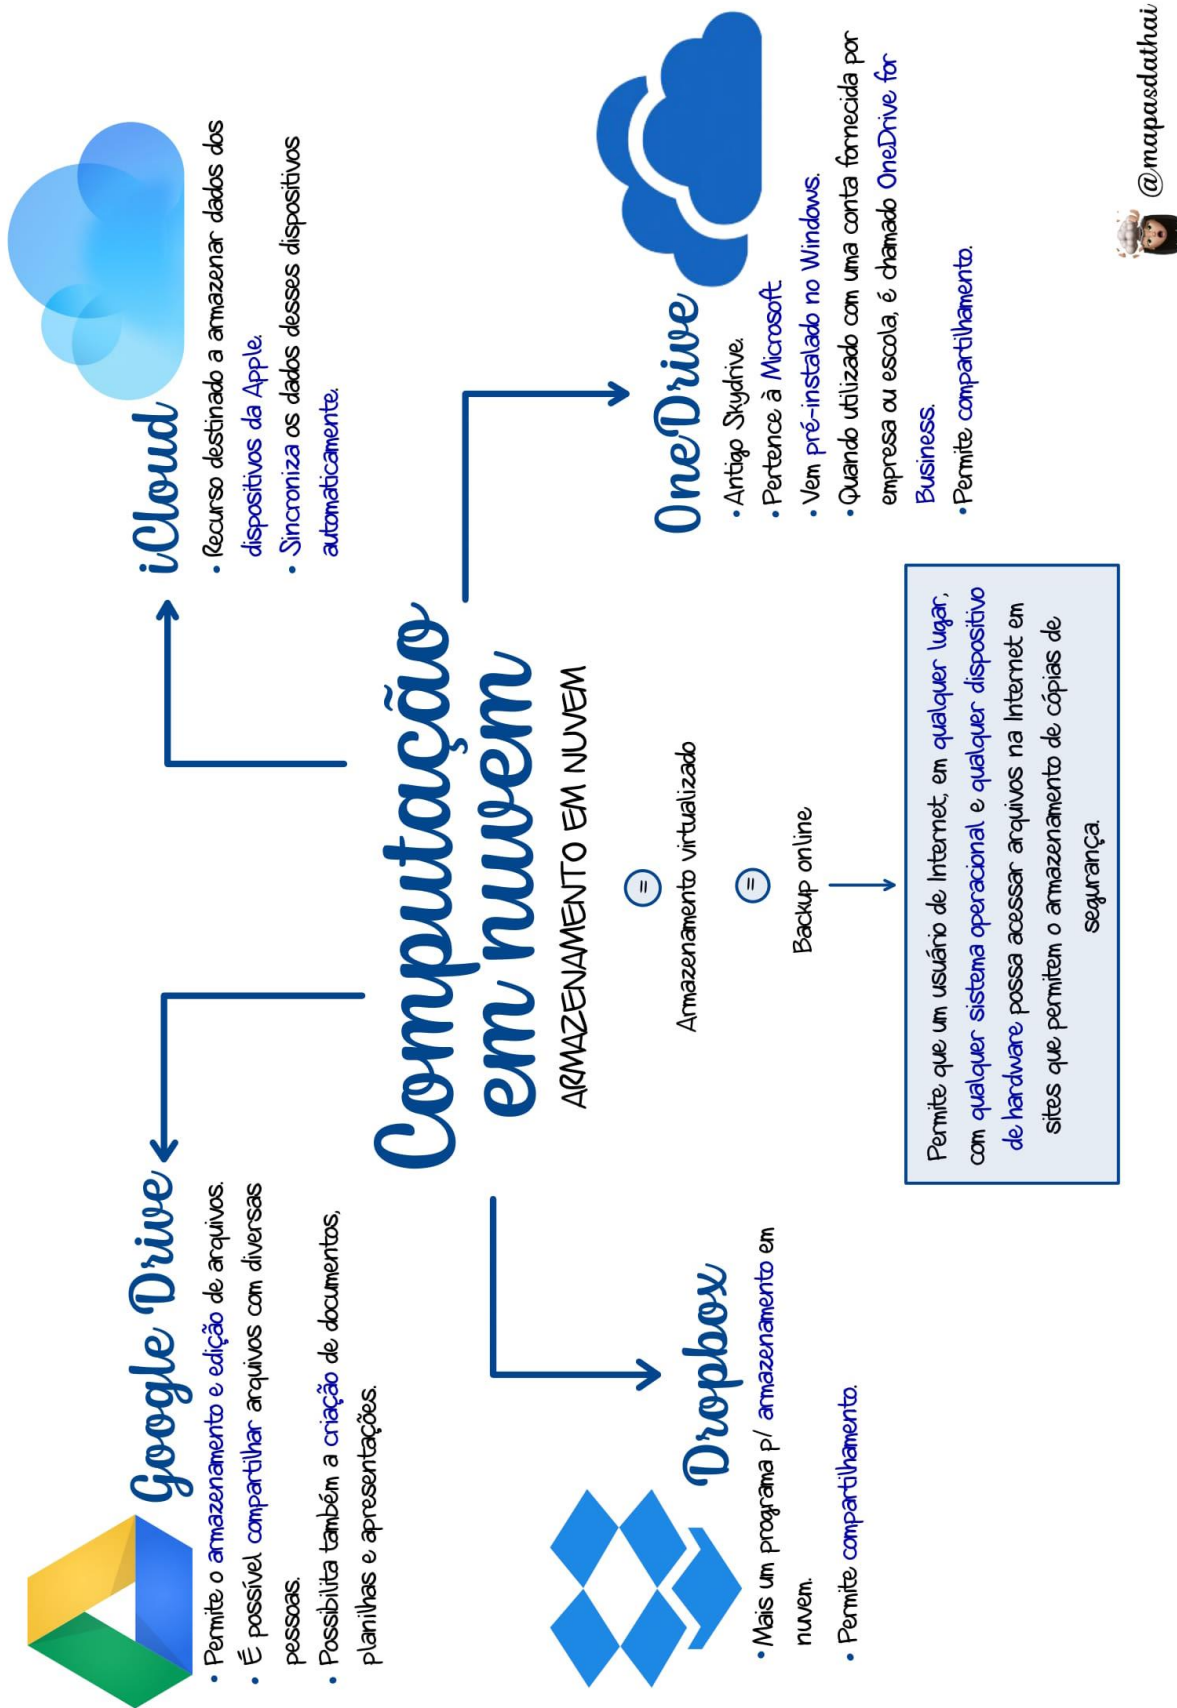 Google Drive
• Permite o armazenamento e edição de arquivos.
• É possível compartilhar arquivos com diversas
pessoas.
• Possibilita também a criação de documentos,
planilhas e apresentações.
iCloud
• Recurso destinado a armazenar dados dos
dispositivos da Apple.
• Sincroniza os dados desses dispositivos
automaticamente.
Computação
em nuvem
ARMAZENAMENTO EM NUVEM
=
Armazenamento virtualizado
=
Backup online
Permite que um usuário de Internet, em qualquer lugar,
com qualquer sistema operacional e qualquer dispositivo
de hardware possa acessar arquivos na Internet em
sites que permitem o armazenamento de cópias de
segurança.
Dropbox
• Mais um programa p/ armazenamento em
nuvem.
• Permite compartilhamento.
OneDrive
• Antigo Skydrive.
• Pertence à Microsoft.
• Vem pré-instalado no Windows.
• Quando utilizado com uma conta fornecida por
empresa ou escola, é chamado OneDrive for
Business.
• Permite compartilhamento.
@mapasdathai